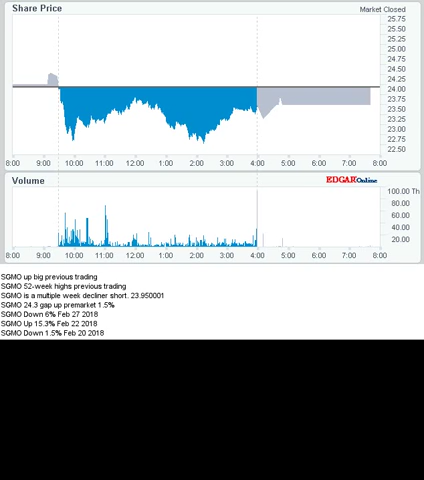 Share Price
Market Closed
25.75
25.50
25.25
25.00
24.75
24.50
24.25
24.00
23.75
23.50
23.25
23.00
22.75
22.50
8:00 9:00 10:00 11:00 12:00 1:00 2:00 3:00 4:00 5:00 6:00 7:00 8:00
Volume
EDGAR Online
100.00 Th
80.00
60.00
40.00
20.00
8:00 9:00 10:00 11:00 12:00 1:00 2:00 3:00 4:00 5:00 6:00 7:00 8:00
SGMO up big previous trading
SGMO 52-week highs previous trading
SGMO is a multiple week decliner short. 23.950001
SGMO 24.3 gap up premarket 1.5%
SGMO Down 6% Feb 27 2018
SGMO Up 15.3% Feb 22 2018
SGMO Down 1.5% Feb 20 2018